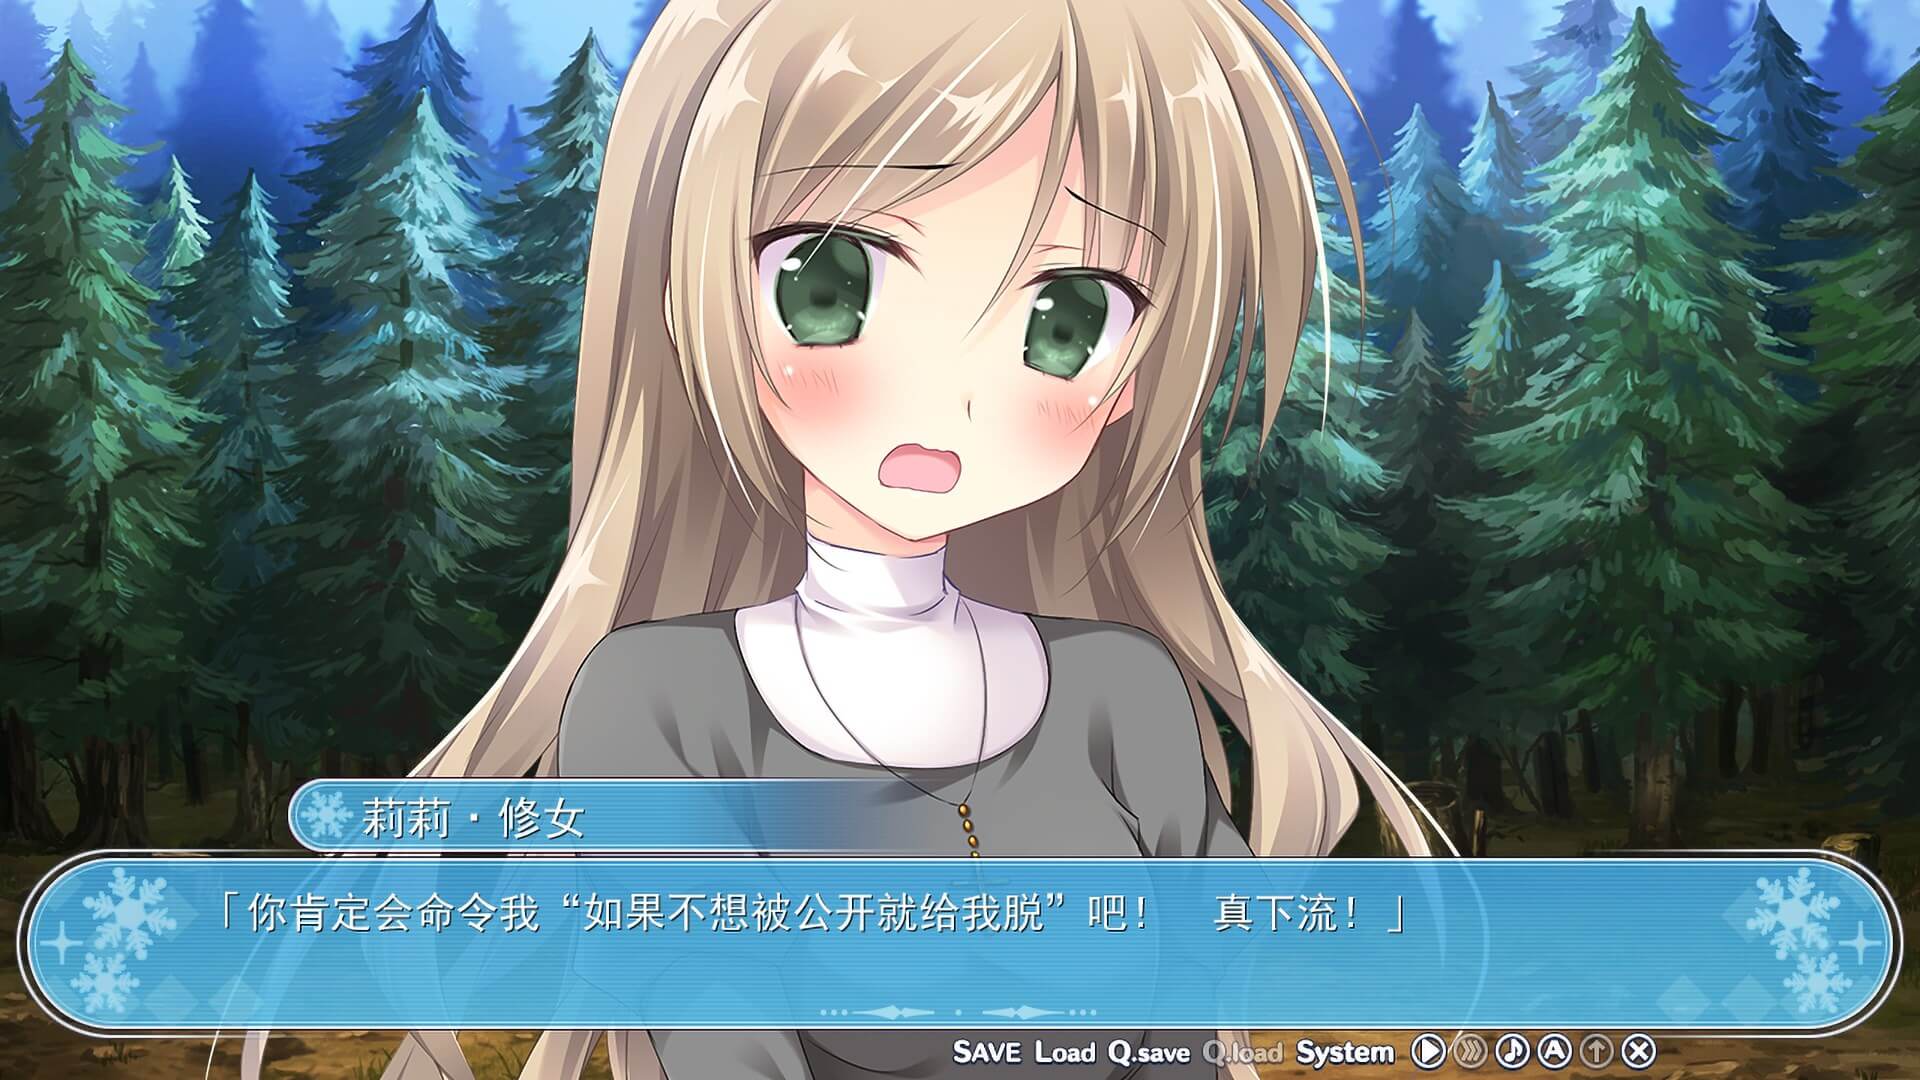 莉莉·修女
「你肯定会命令我“如果不想被公开就给我脱”吧！　真下流！」
SAVE Load Q.save Q.load System